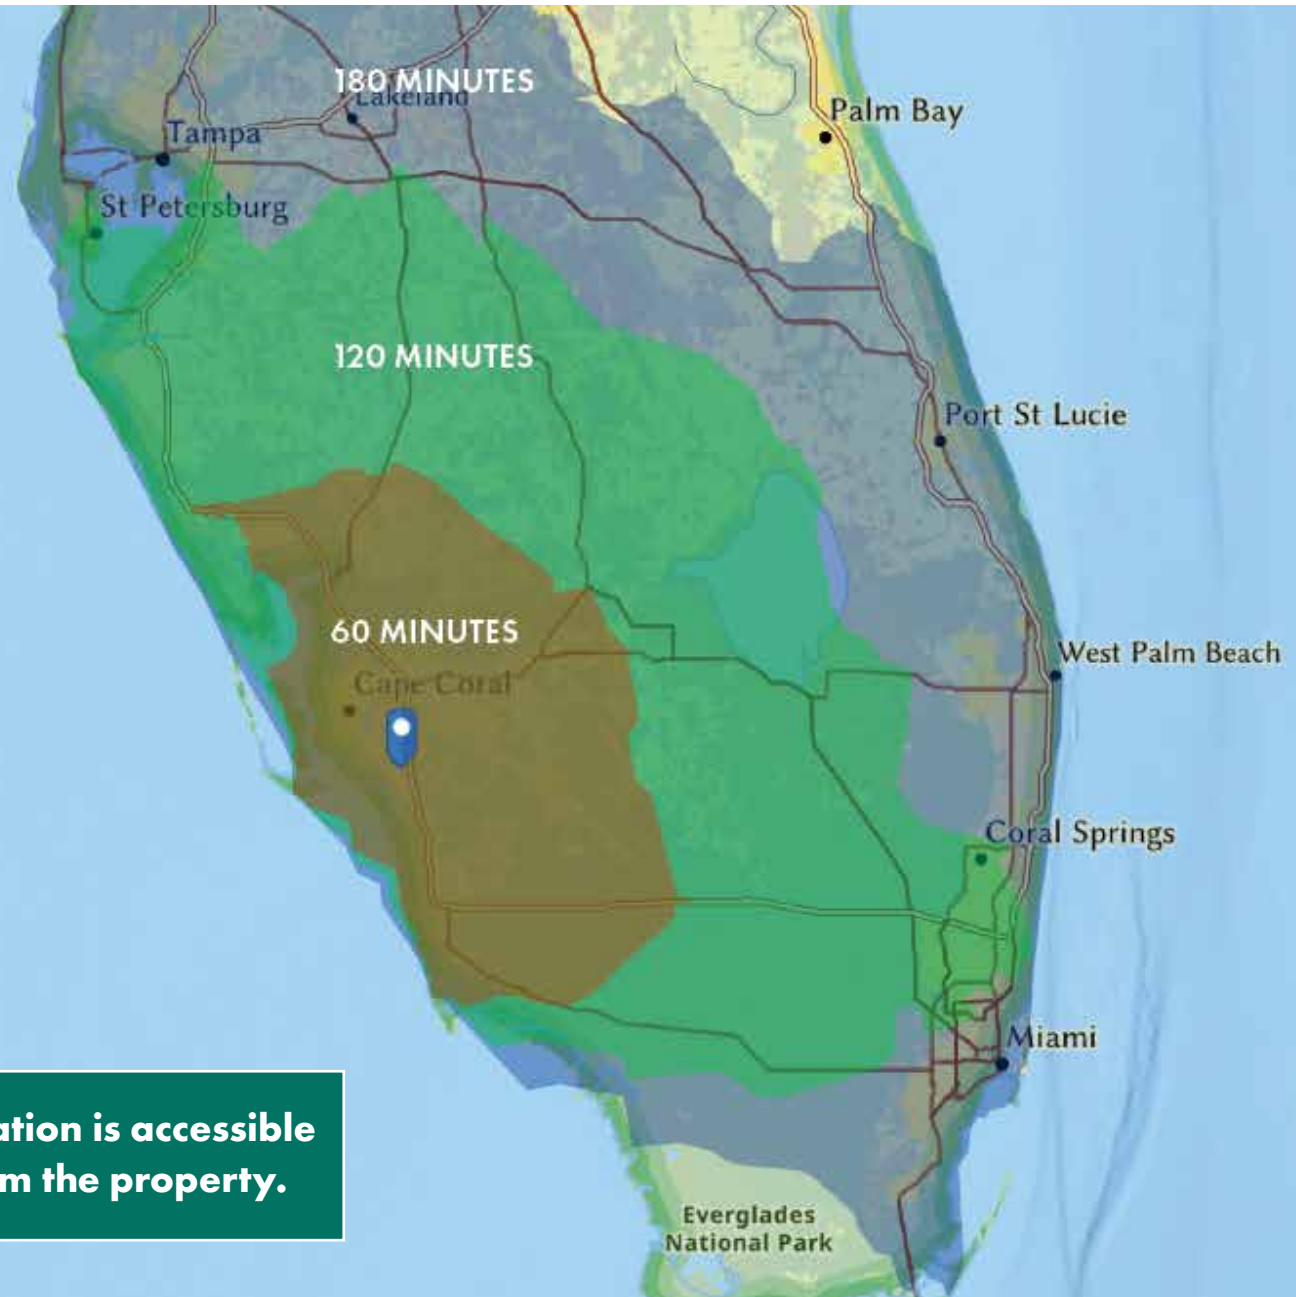 180 MINUTES
Lakeland
Palm Bay
Tampa
St Petersburg
120 MINUTES
Port St Lucie
60 MINUTES
West Palm Beach
Cape Coral
Coral Springs
Miami
ation is accessible
m the property.
Everglades
National Park